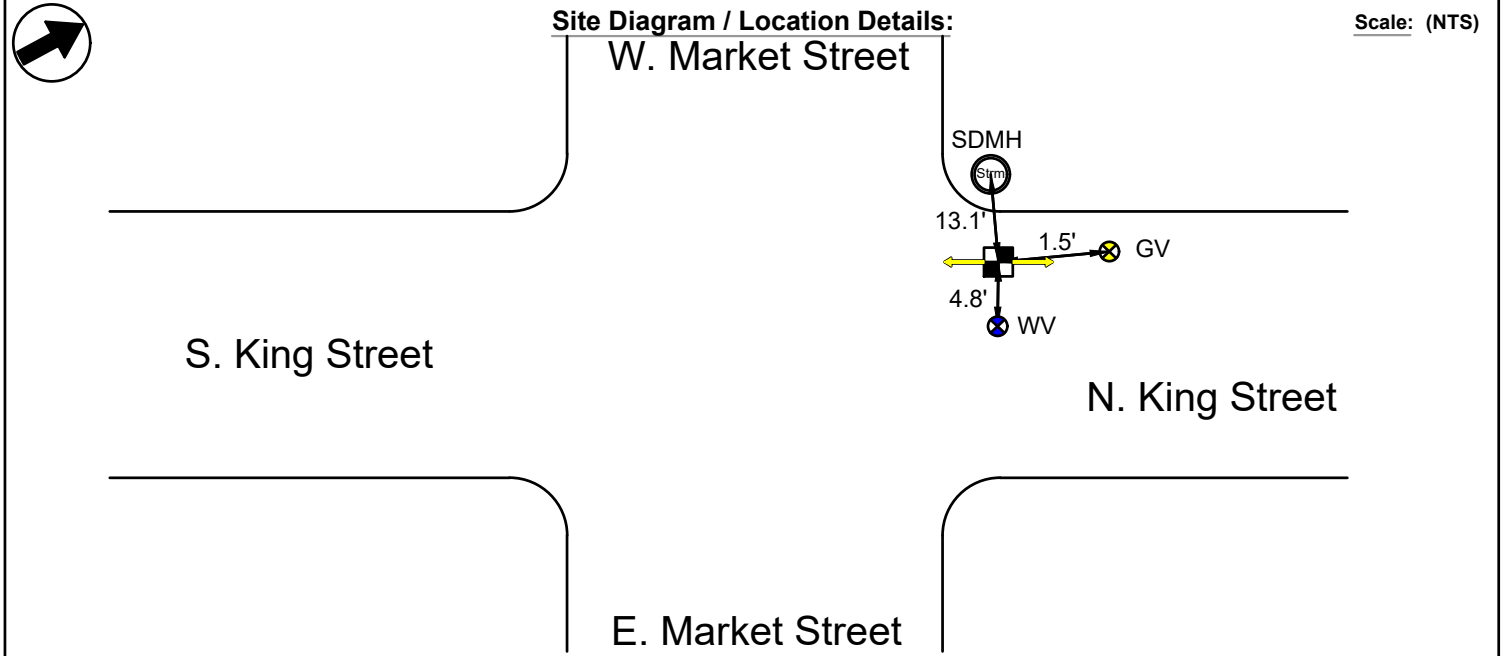 Site Diagram / Location Details:
Scale: (NTS)
W. Market Street
SDMH
Strm
13.1'
1.5'
GV
4.8'
WV
S. King Street
N. King Street
E. Market Street